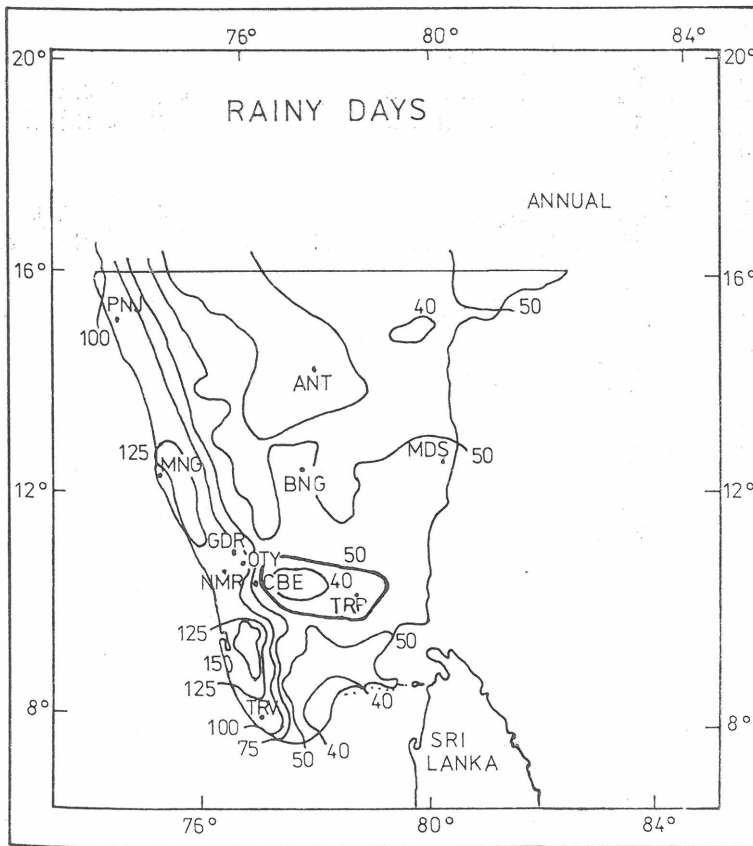 76° 80° 84°
20° 20°
RAINY DAYS
ANNUAL
16° 16°
PNJ 40 50
100
ANT
125 MNG MDS 50
BNG
12° 12°
GDR 50
OTY
NMR CBE 40
TRP
125 50
15
125
8° TRV 40 8°
100
75 50 40
SRI
LANKA
76° 80° 84°